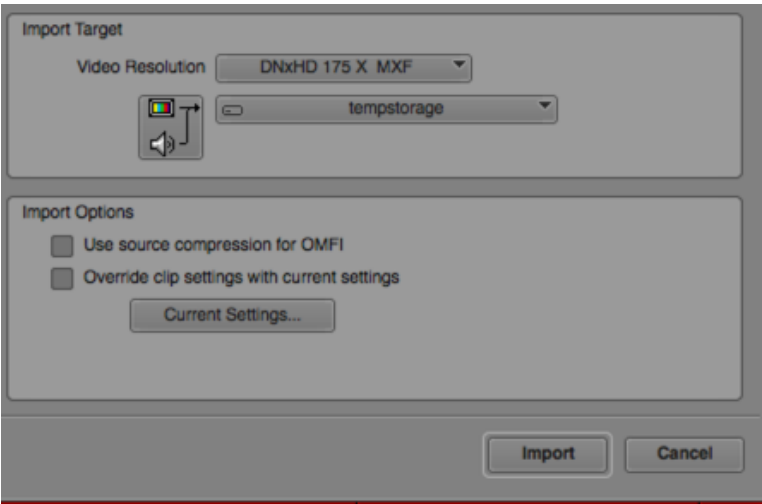 Import Target
Video Resolution DNxHD 175 X MXF
tempstorage
Import Options
Use source compression for OMFI
Override clip settings with current settings
Current Settings...
Import Cancel